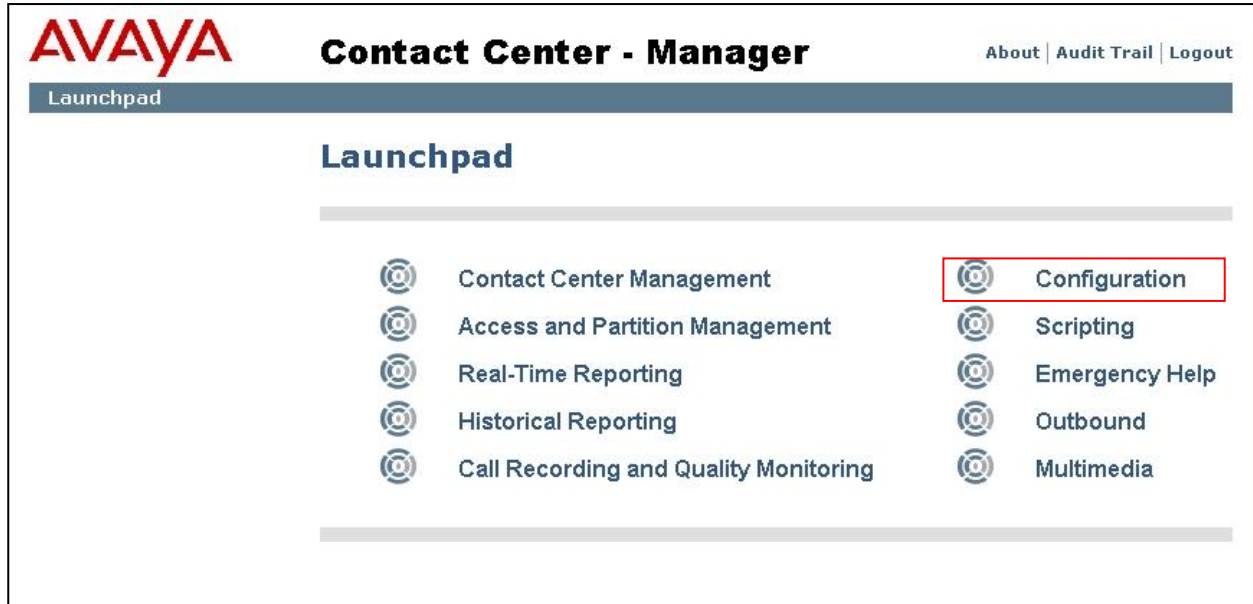 AVAYA
Contact Center - Manager
About | Audit Trail | Logout
Launchpad
Launchpad
Contact Center Management
Configuration
Access and Partition Management
Scripting
Real-Time Reporting
Emergency Help
Historical Reporting
Outbound
Call Recording and Quality Monitoring
Multimedia